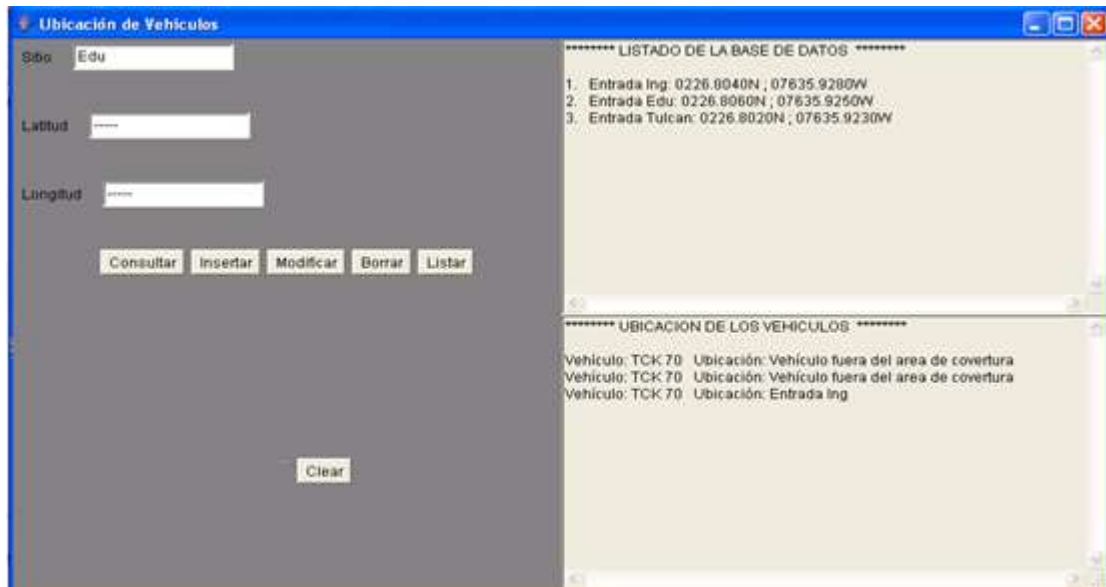 Ubicación de Vehiculos
Sitio Edu
Latitud -----
Longitud -----
Consultar Insertar Modificar Borrar Listar
Clear
******** LISTADO DE LA BASE DE DATOS ********
1. Entrada Ing: 0226.8040N ; 07635.9280W
2. Entrada Edu: 0226.8060N ; 07635.9250W
3. Entrada Tulcan: 0226.8020N ; 07635.9230W
******** UBICACION DE LOS VEHICULOS ********
Vehículo: TCK 70 Ubicación: Vehículo fuera del area de covertura
Vehículo: TCK 70 Ubicación: Vehículo fuera del area de covertura
Vehículo: TCK 70 Ubicación: Entrada Ing